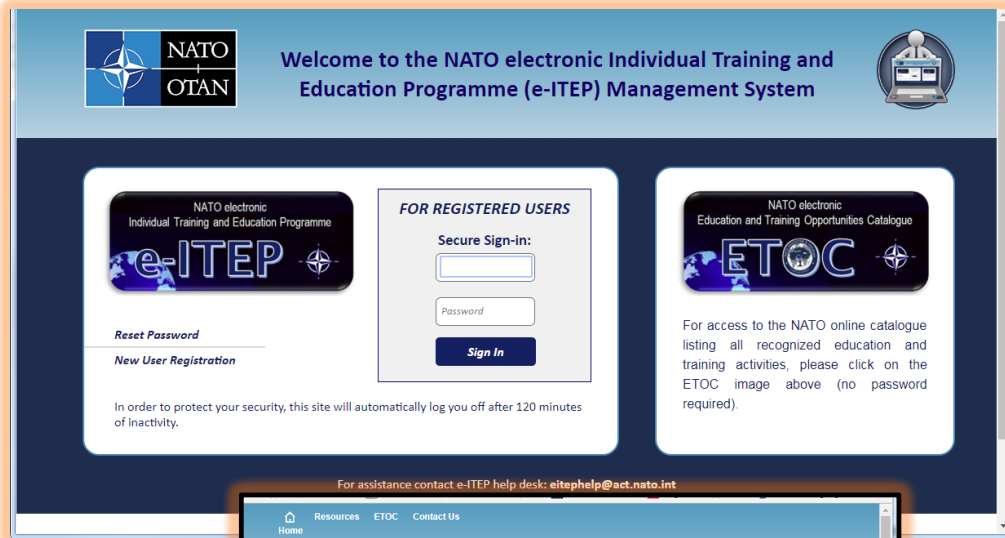 NATO
OTAN
Welcome to the NATO electronic Individual Training and
Education Programme (e-ITEP) Management System
NATO electronic
Individual Training and Education Programme
e-ITEP
Reset Password
New User Registration
FOR REGISTERED USERS
Secure Sign-in:
Password
Sign In
In order to protect your security, this site will automatically log you off after 120 minutes
of inactivity.
NATO electronic
Education and Training Opportunities Catalogue
ETOC
For access to the NATO online catalogue
listing all recognized education and
training activities, please click on the
ETOC image above (no password
required).
For assistance contact e-ITEP help desk: eitephelp@act.nato.int
Home Resources ETOC Contact Us